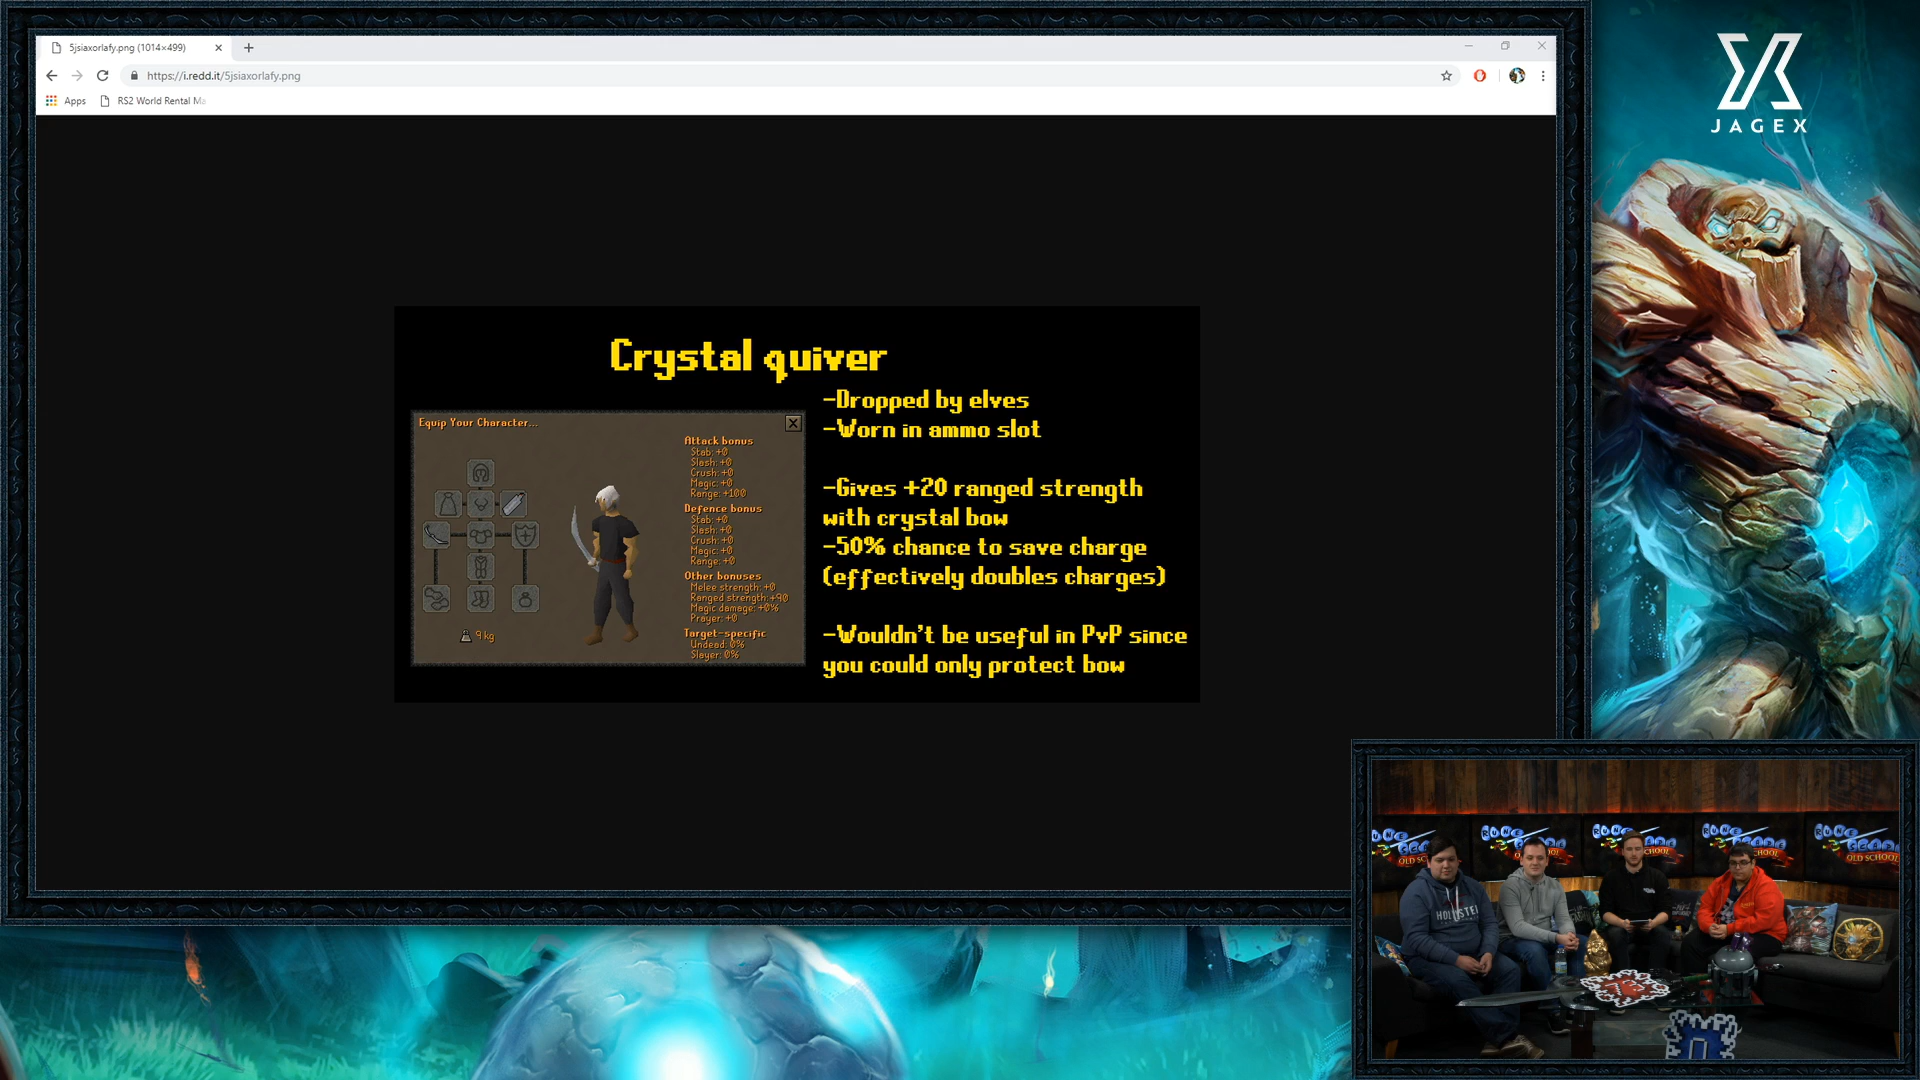 5jsiaxorlafy.png (1014×499)
https://i.redd.it/5jsiaxorlafy.png
Apps
RS2 World Rental Ma
JAGEX
Crystal quiver
Equip Your Character...
Attack bonus
Stab: +0
Slash: +0
Crush: +0
Magic: +0
Range: +100
Defence bonus
Stab: +0
Slash: +0
Crush: +0
Magic: +0
Range: +0
Other bonuses
Melee strength: +0
Ranged strength: +90
Magic damage: +0%
Prayer: +0
Target-specific
Undead: 0%
Slayer: 0%
9 kg
-Dropped by elves
-Worn in ammo slot
-Gives +20 ranged strength
with crystal bow
-50% chance to save charge
(effectively doubles charges)
-Wouldn't be useful in PvP since
you could only protect bow
OLD SCHOOL